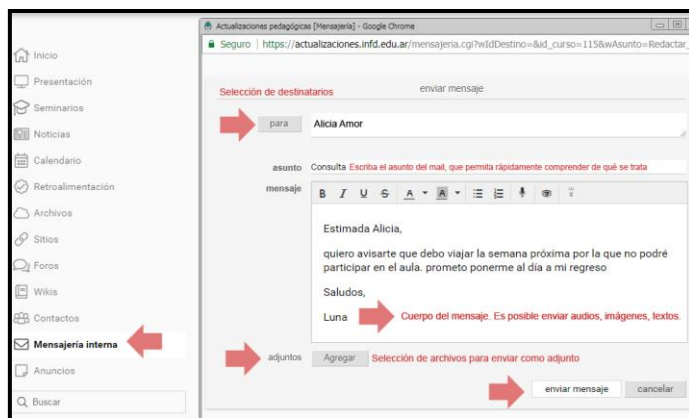 Inicio
Presentación
Seminarios
Noticias
Calendario
Retroalimentación
Archivos
Sitios
Foros
Wikis
Contactos
Mensajería interna
Anuncios
Buscar
Actualizaciones pedagógicas [Mensajería] - Google Chrome
Seguro | https://actualizaciones.infd.edu.ar/mensajeria.cgi?wIdDestino=&id_curso=115&wAsunto=Redactar_
Selección de destinatarios
enviar mensaje
para Alicia Amor
asunto Consulta Escriba el asunto del mail, que permita rápidamente comprender de qué se trata
mensaje
B I U S A A
Estimada Alicia,
quiero avisarte que debo viajar la semana próxima por la que no podré
participar en el aula. prometo ponerme al día a mi regreso
Saludos,
Luna Cuerpo del mensaje. Es posible enviar audios, imágenes, textos.
adjuntos Agregar Selección de archivos para enviar como adjunto
enviar mensaje cancelar